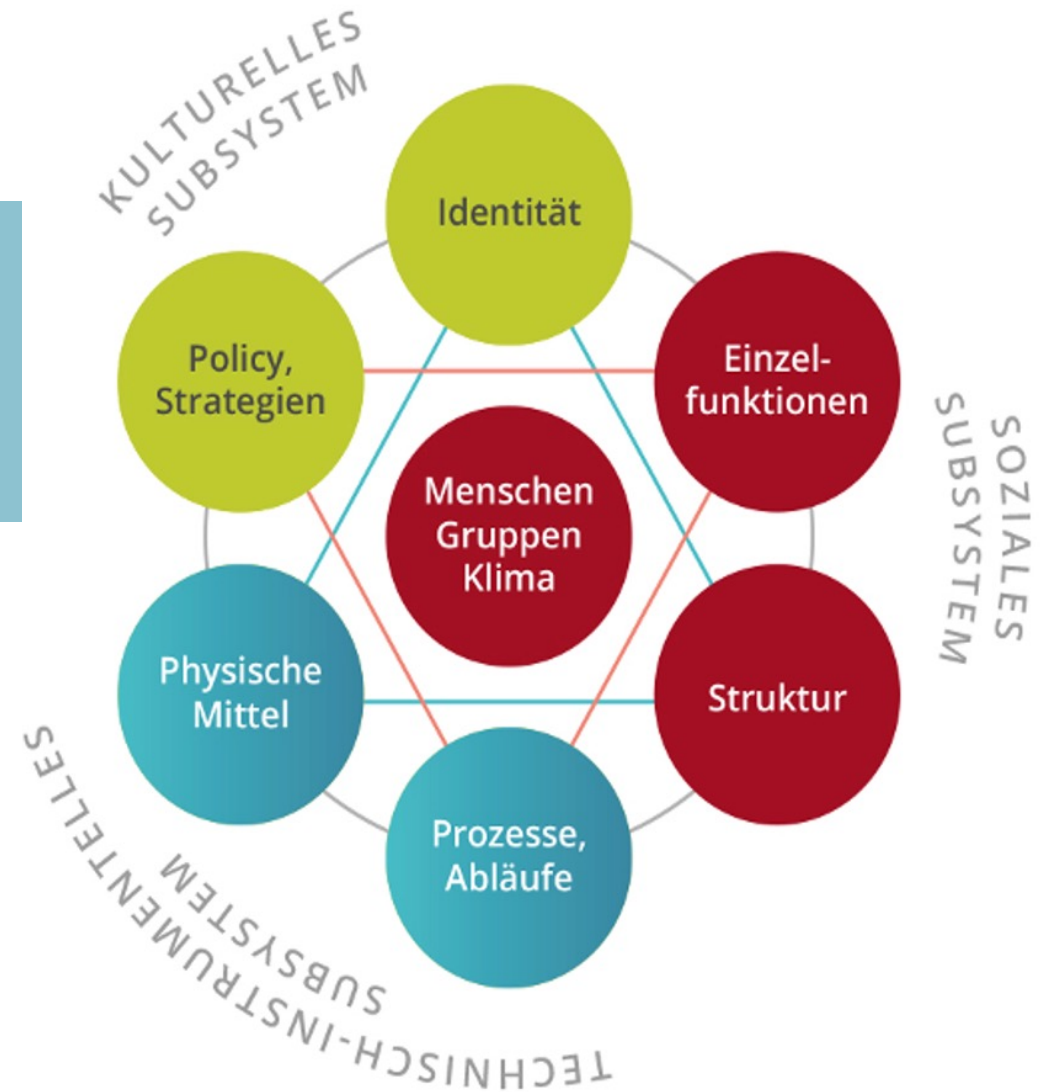 KULTURELLES
SUBSYSTEM
Identität
Policy,
Strategien
Einzel-
funktionen
Menschen
Gruppen
Klima
SOZIALES
SUBSYSTEM
Physische
Mittel
Struktur
Prozesse,
Abläufe
TECHNISCH-INSTRUMENTELLES
SUBSYSTEM